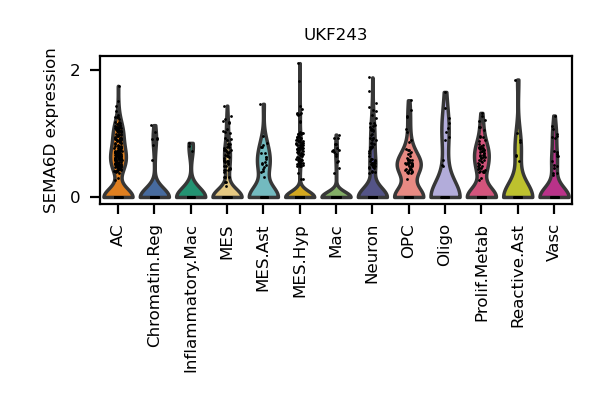 UKF243
SEMA6D expression
2
0
AC
Chromatin.Reg
Inflammatory.Mac
MES
MES.Ast
MES.Hyp
Mac
Neuron
OPC
Oligo
Prolif.Metab
Reactive.Ast
Vasc